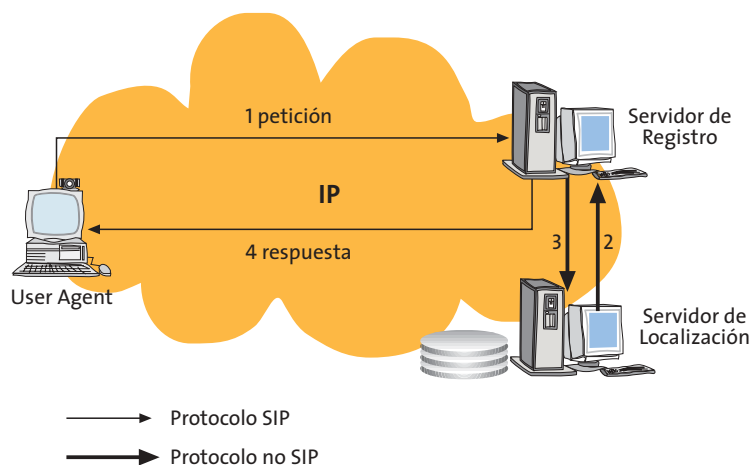 1 petición
Servidor de
Registro
IP
4 respuesta
3
2
User Agent
Servidor de
Localización
Protocolo SIP
Protocolo no SIP